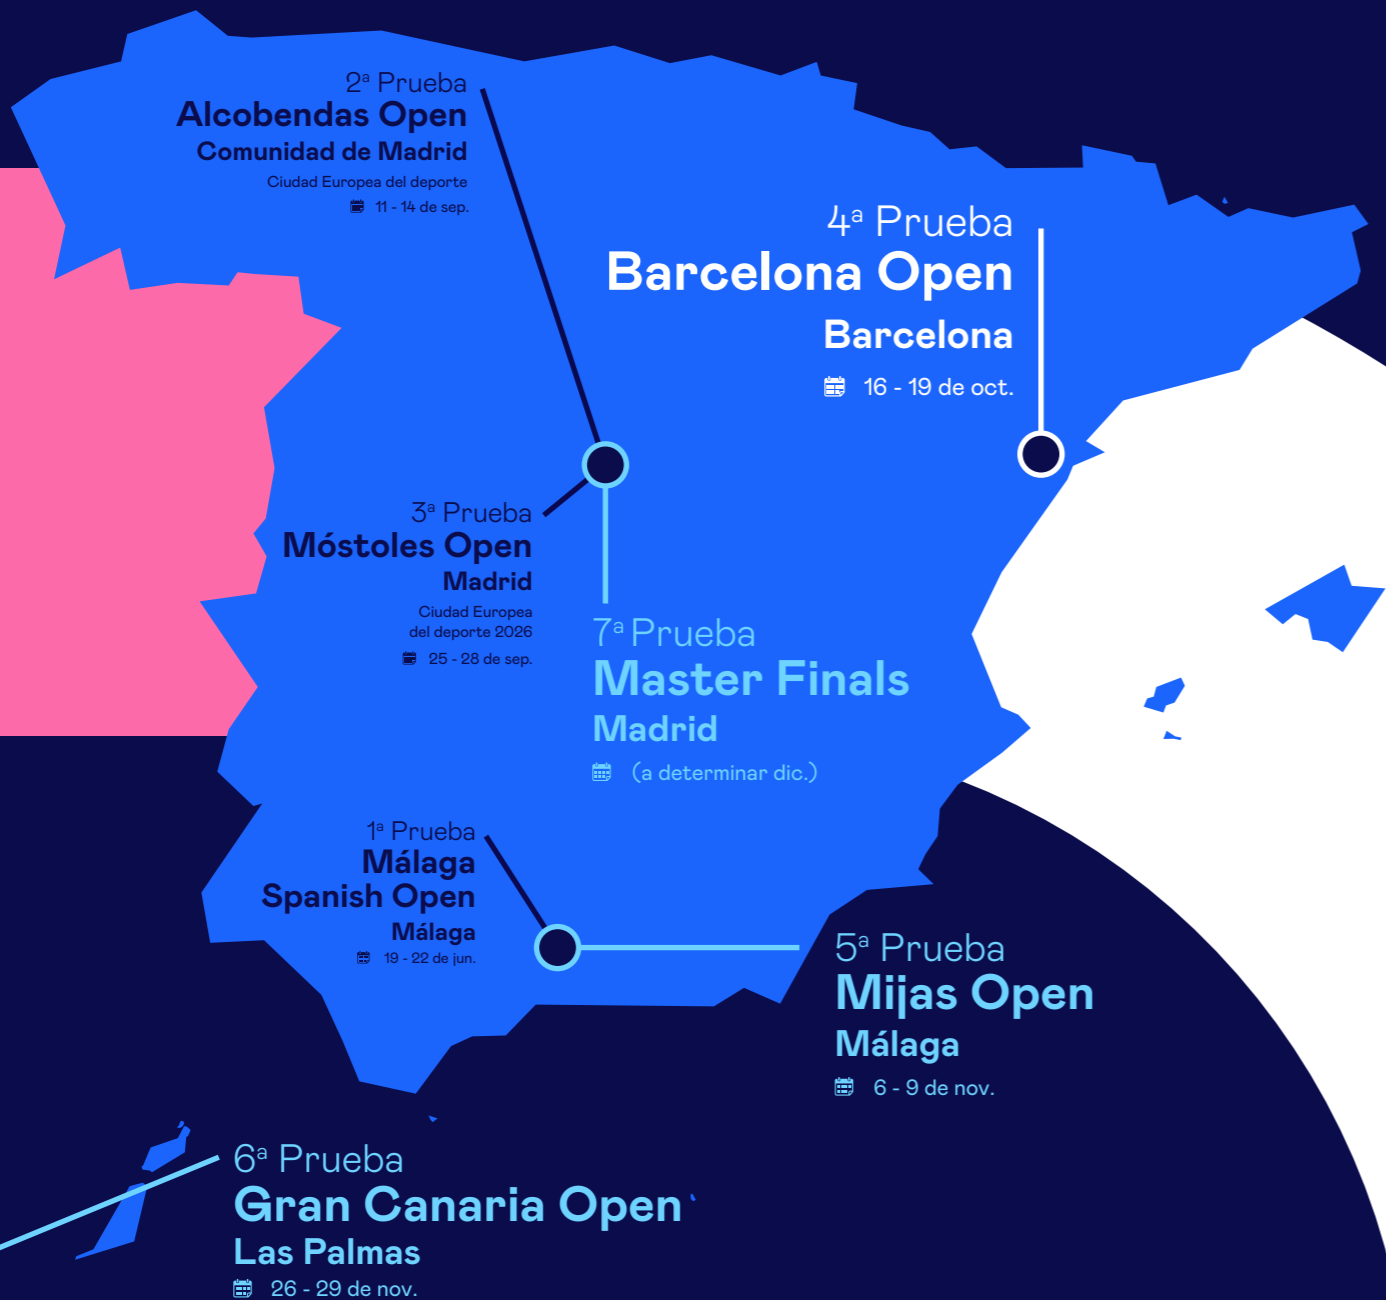 2ª Prueba
Alcobendas Open
Comunidad de Madrid
Ciudad Europea del deporte
11 - 14 de sep.
4ª Prueba
Barcelona Open
Barcelona
16 - 19 de oct.
3ª Prueba
Móstoles Open
Madrid
Ciudad Europea
del deporte 2026
25 - 28 de sep.
7ª Prueba
Master Finals
Madrid
(a determinar dic.)
1ª Prueba
Málaga
Spanish Open
Málaga
19 - 22 de jun.
5ª Prueba
Mijas Open
Málaga
6 - 9 de nov.
6ª Prueba
Gran Canaria Open
Las Palmas
26 - 29 de nov.